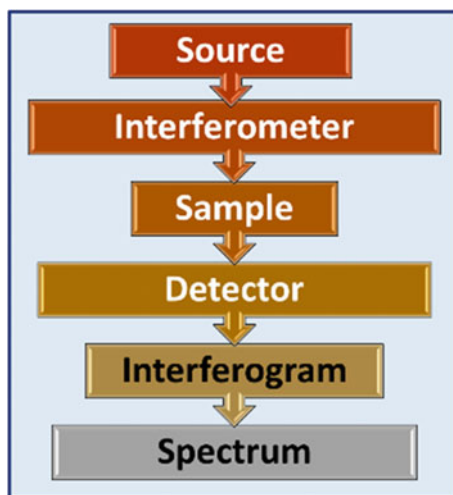 Source
Interferometer
Sample
Detector
Interferogram
Spectrum